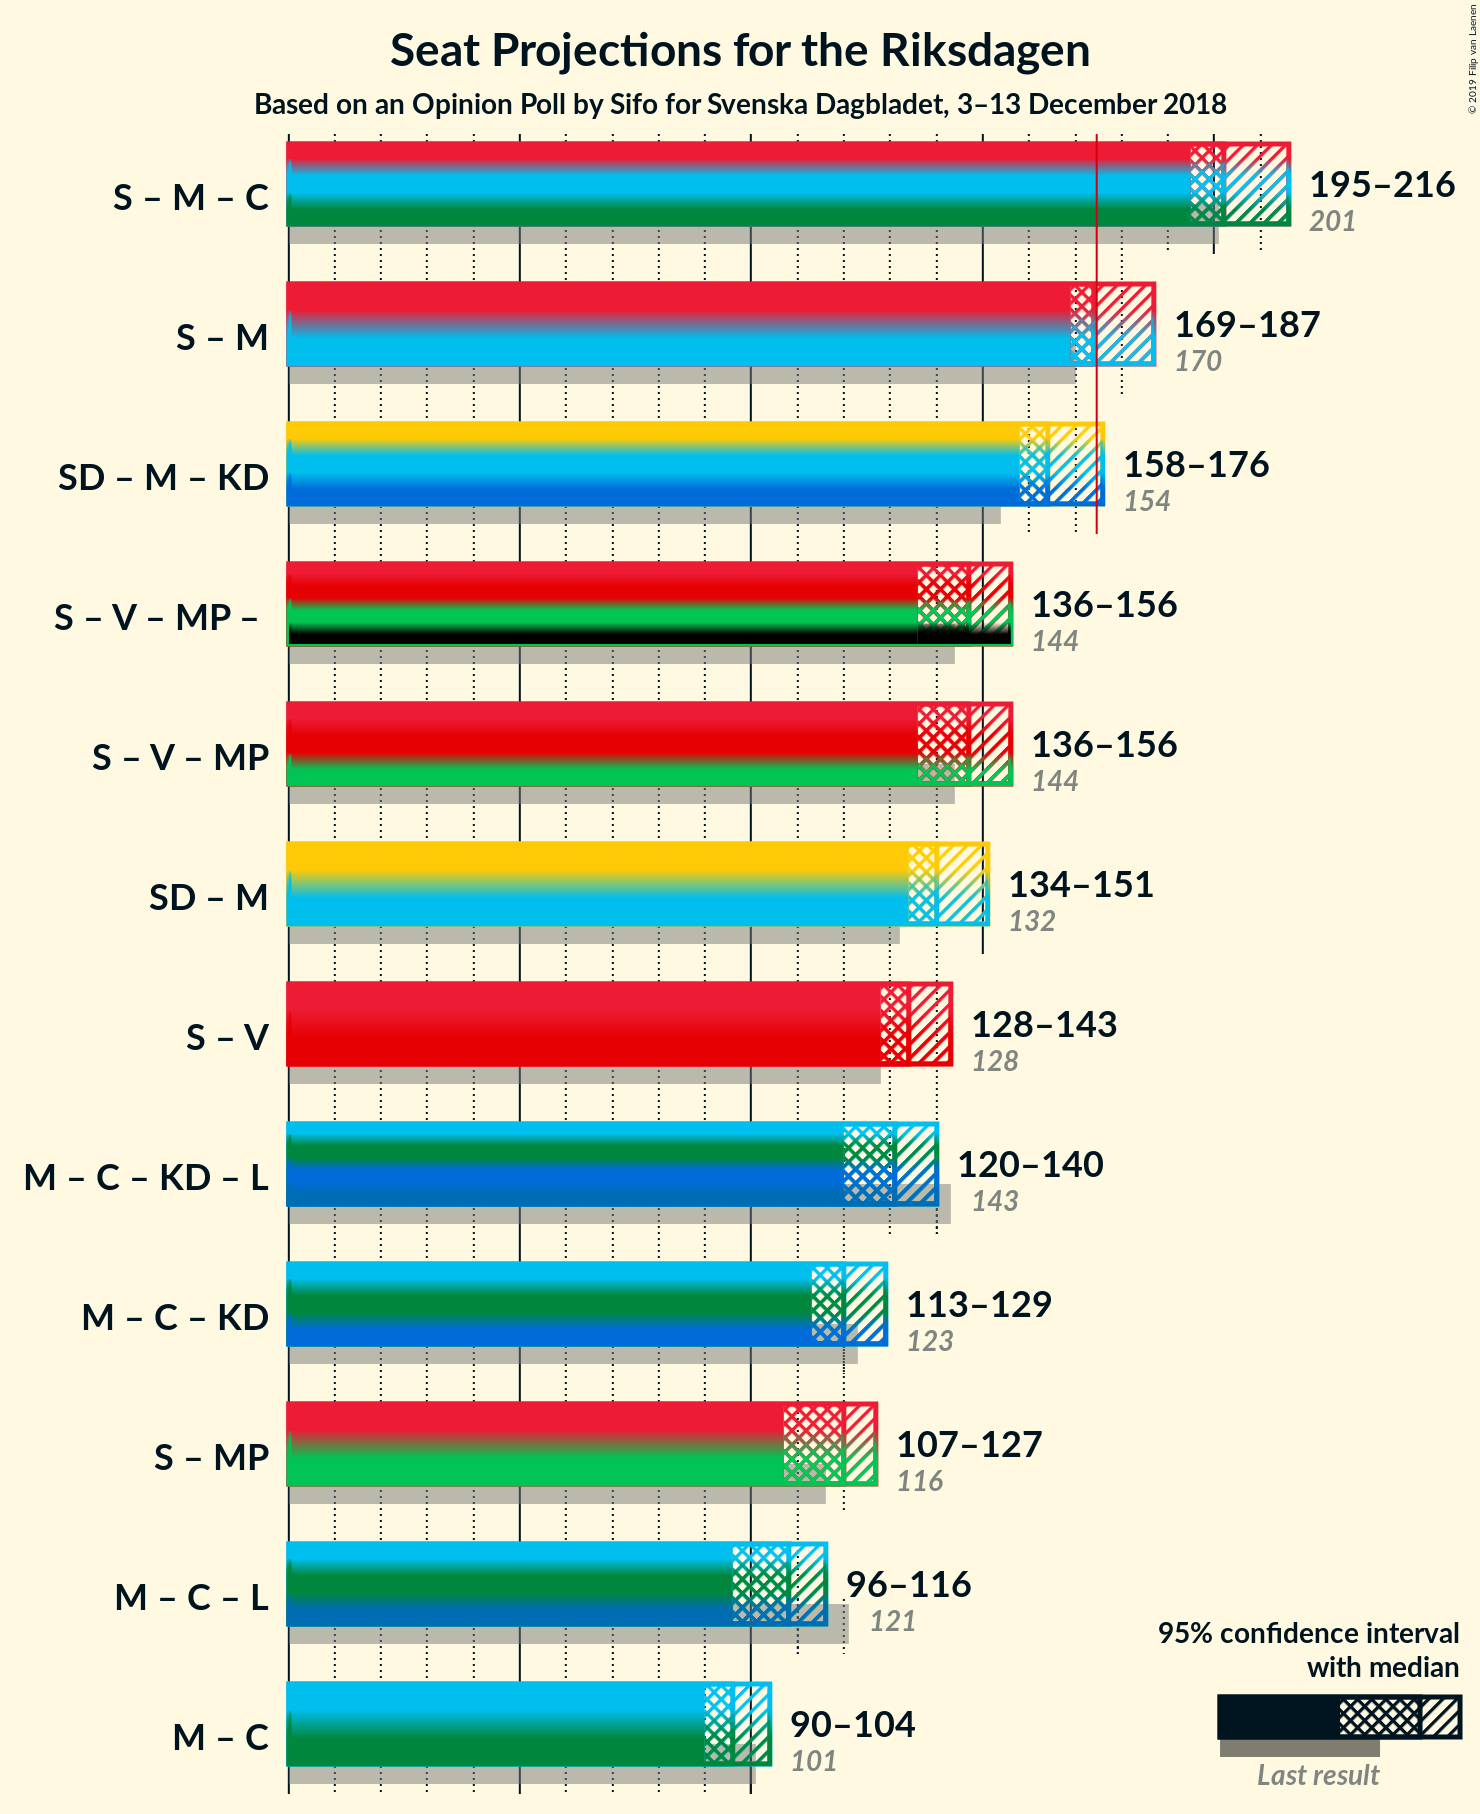 Seat Projections for the Riksdagen
Based on an Opinion Poll by Sifo for Svenska Dagbladet, 3–13 December 2018
© 2019 Filip van Laenen
S – M – C
195–216
201
S – M
169–187
170
SD – M – KD
158–176
154
S – V – MP –
136–156
144
S – V – MP
136–156
144
SD – M
134–151
132
S – V
128–143
128
M – C – KD – L
120–140
143
M – C – KD
113–129
123
S – MP
107–127
116
M – C – L
96–116
121
M – C
90–104
101
95% confidence interval
with median
Last result